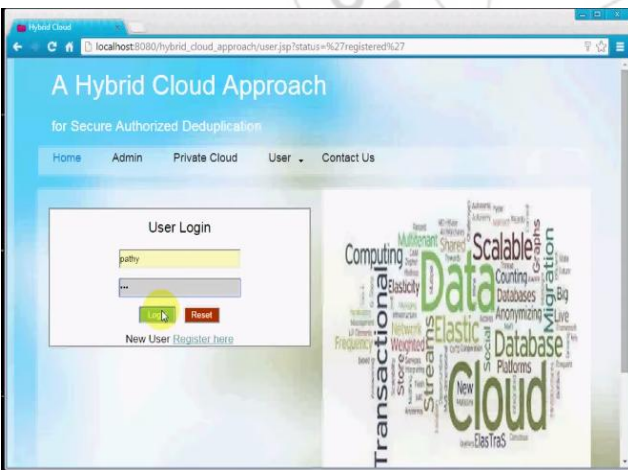 Hybrid Cloud
localhost:8080/hybrid_cloud_approach/user.jsp?status=%27registered%27
A Hybrid Cloud Approach
for Secure Authorized Deduplication
Home Admin Private Cloud User Contact Us
User Login
pathy
•••
Login Reset
New User Register here
Computing
Multitenant
Shared
Scalable
Graphs
Migration
Elasticity
Data
Counting
Databases
Big
Anonymizing
Live
Transactional
Network
Elastic
Frequency
Weighted
Social
Database
Store
Streams
Platforms
New
Cloud
ElasTraS